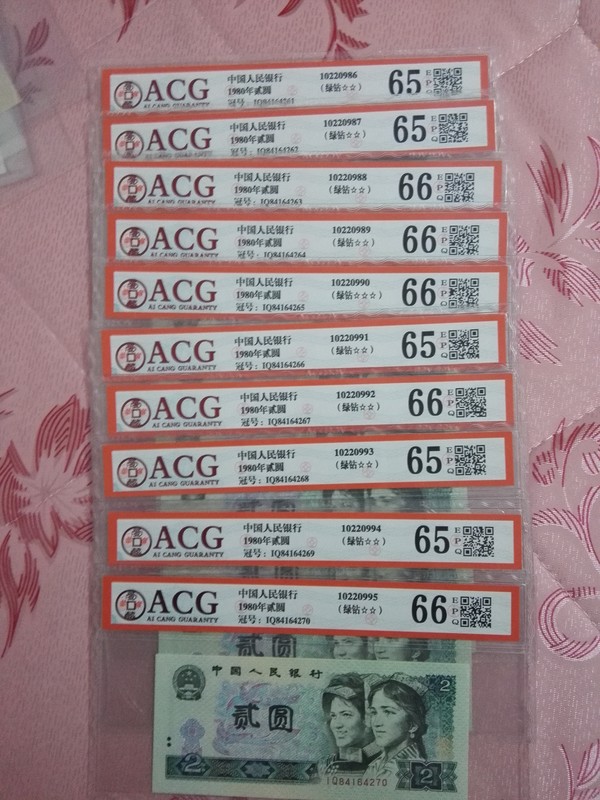 ACG
AI CANG GUARANTY
中国人民银行
1980年贰圆
冠号：IQ84164261
10220986
（绿钻☆☆）
65
EPQ
ACG
AI CANG GUARANTY
中国人民银行
1980年贰圆
冠号：IQ84164262
10220987
（绿钻☆☆）
65
EPQ
ACG
AI CANG GUARANTY
中国人民银行
1980年贰圆
冠号：IQ84164263
10220988
（绿钻☆☆）
66
EPQ
ACG
AI CANG GUARANTY
中国人民银行
1980年贰圆
冠号：IQ84164264
10220989
（绿钻☆☆）
66
EPQ
ACG
AI CANG GUARANTY
中国人民银行
1980年贰圆
冠号：IQ84164265
10220990
（绿钻☆☆☆）
66
EPQ
ACG
AI CANG GUARANTY
中国人民银行
1980年贰圆
冠号：IQ84164266
10220991
（绿钻☆☆）
65
EPQ
ACG
AI CANG GUARANTY
中国人民银行
1980年贰圆
冠号：IQ84164267
10220992
（绿钻☆☆）
66
EPQ
ACG
AI CANG GUARANTY
中国人民银行
1980年贰圆
冠号：IQ84164268
10220993
（绿钻☆☆）
65
EPQ
ACG
AI CANG GUARANTY
中国人民银行
1980年贰圆
冠号：IQ84164269
10220994
（绿钻☆☆）
65
EPQ
ACG
AI CANG GUARANTY
中国人民银行
1980年贰圆
冠号：IQ84164270
10220995
（绿钻☆☆）
66
EPQ
中国人民银行
2
贰圆
IQ84164270
2
2